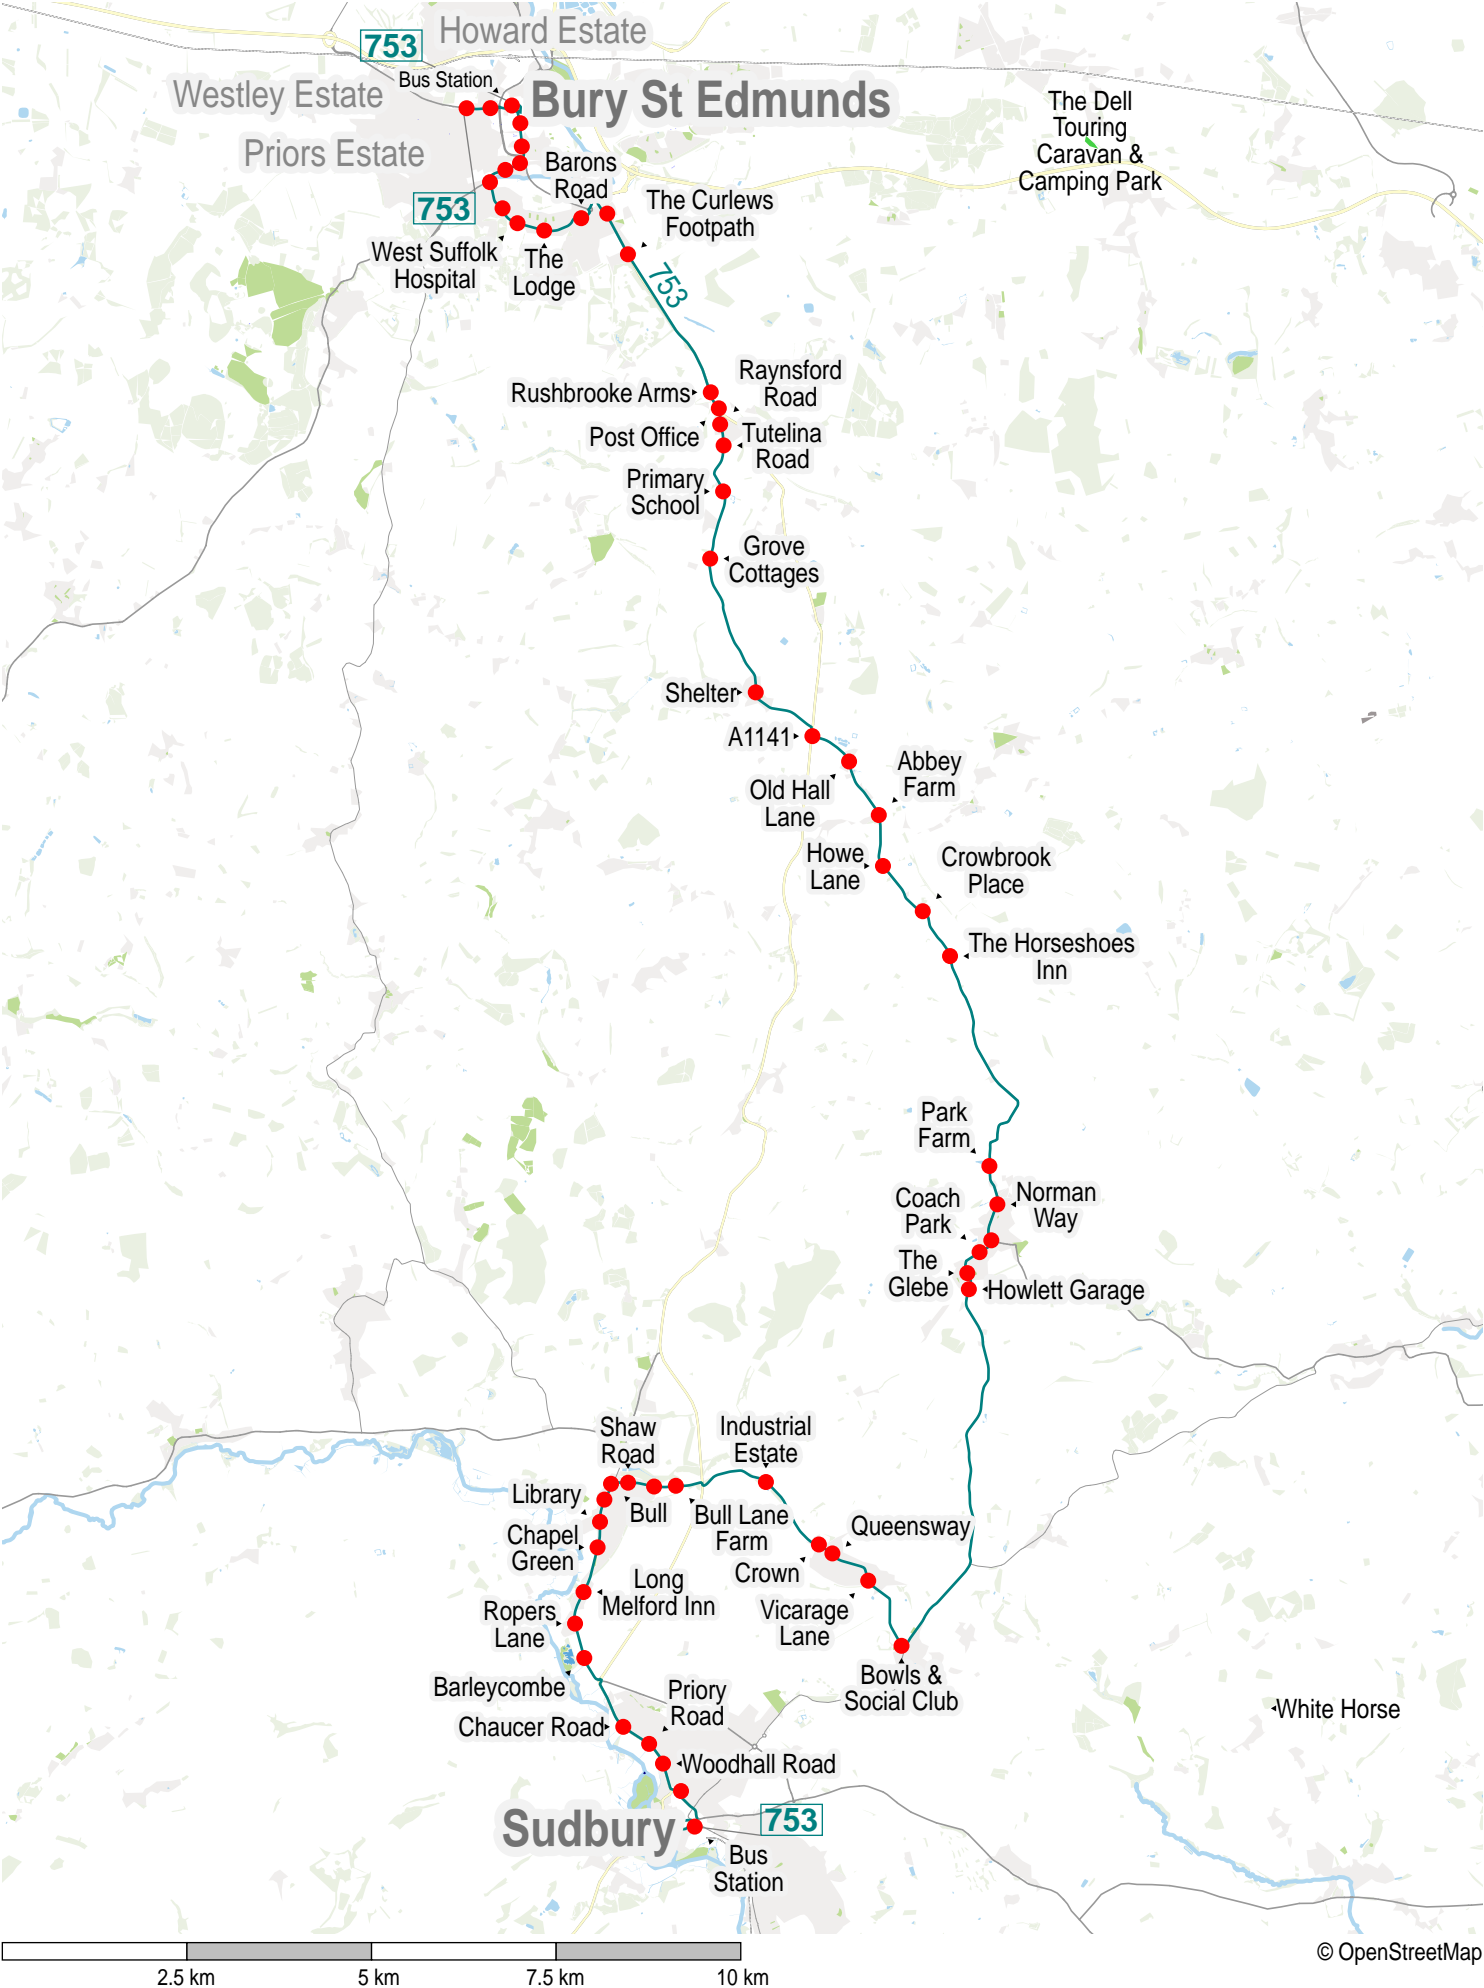 753
Howard Estate
Bus Station
Westley Estate
Bury St Edmunds
The Dell
Touring
Caravan &
Camping Park
Priors Estate
Barons
Road
753
The Curlews
Footpath
West Suffolk
Hospital
The
Lodge
753
Rushbrooke Arms
Raynsford
Road
Post Office
Tutelina
Road
Primary
School
Grove
Cottages
Shelter
A1141
Old Hall
Lane
Abbey
Farm
Howe
Lane
Crowbrook
Place
The Horseshoes
Inn
Park
Farm
Coach
Park
Norman
Way
The
Glebe
Howlett Garage
Shaw
Road
Industrial
Estate
Library
Bull
Bull Lane
Farm
Queensway
Chapel
Green
Crown
Long
Melford Inn
Vicarage
Lane
Ropers
Lane
Barleycombe
Bowls &
Social Club
Priory
Road
White Horse
Chaucer Road
Woodhall Road
Sudbury
753
Bus
Station
2.5 km
5 km
7.5 km
10 km
© OpenStreetMap